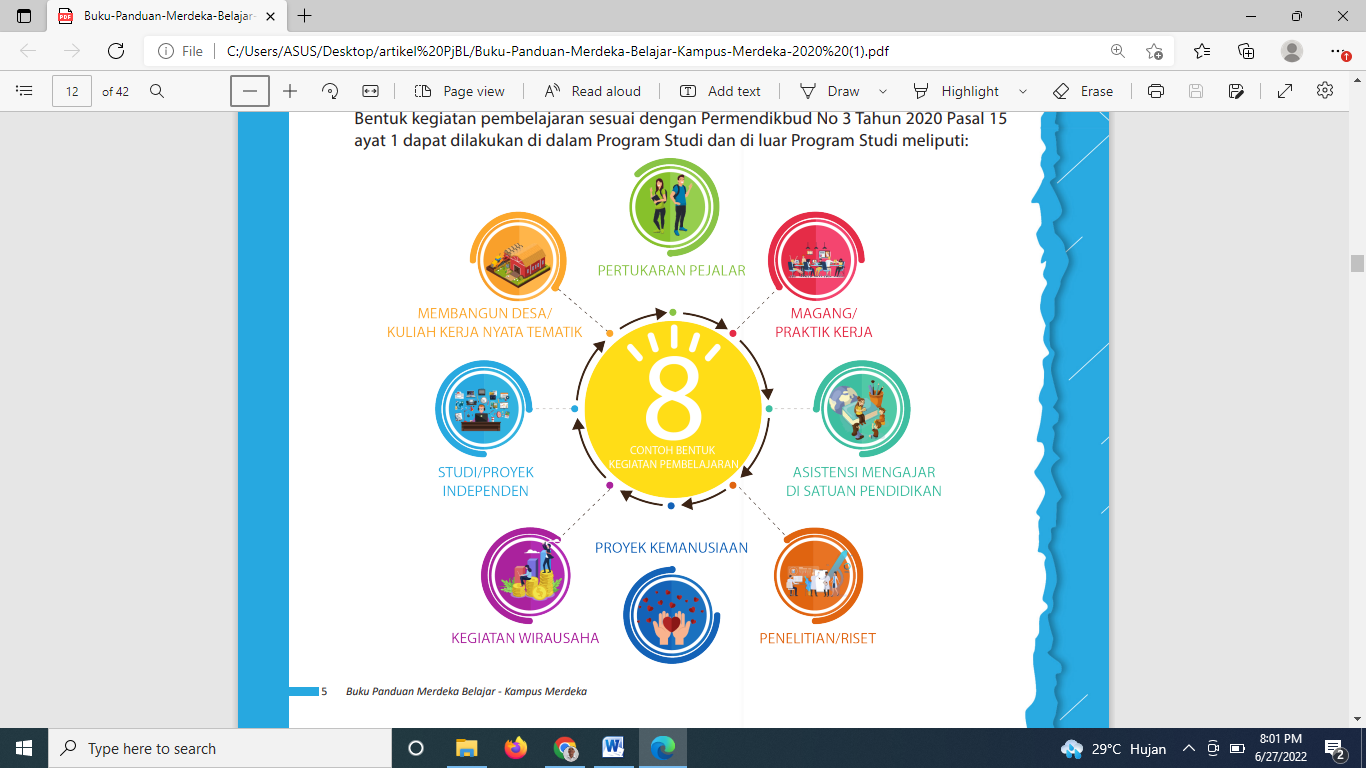 Buku-Panduan-Merdeka-Belajar-
File
C:/Users/ASUS/Desktop/artikel%20PjBL/Buku-Panduan-Merdeka-Belajar-Kampus-Merdeka-2020%20(1).pdf
12 of 42
Page view
Read aloud
Add text
Draw
Highlight
Erase
Bentuk kegiatan pembelajaran sesuai dengan Permendikbud No 3 Tahun 2020 Pasal 15
ayat 1 dapat dilakukan di dalam Program Studi dan di luar Program Studi meliputi:
PERTUKARAN PEJALAR
MEMBANGUN DESA/
KULIAH KERJA NYATA TEMATIK
MAGANG/
PRAKTIK KERJA
8
CONTOH BENTUK
KEGIATAN PEMBELAJARAN
STUDI/PROYEK
INDEPENDEN
ASISTENSI MENGAJAR
DI SATUAN PENDIDIKAN
PROYEK KEMANUSIAAN
KEGIATAN WIRAUSAHA
PENELITIAN/RISET
5 Buku Panduan Merdeka Belajar - Kampus Merdeka
Type here to search
29°C Hujan
8:01 PM
6/27/2022
2